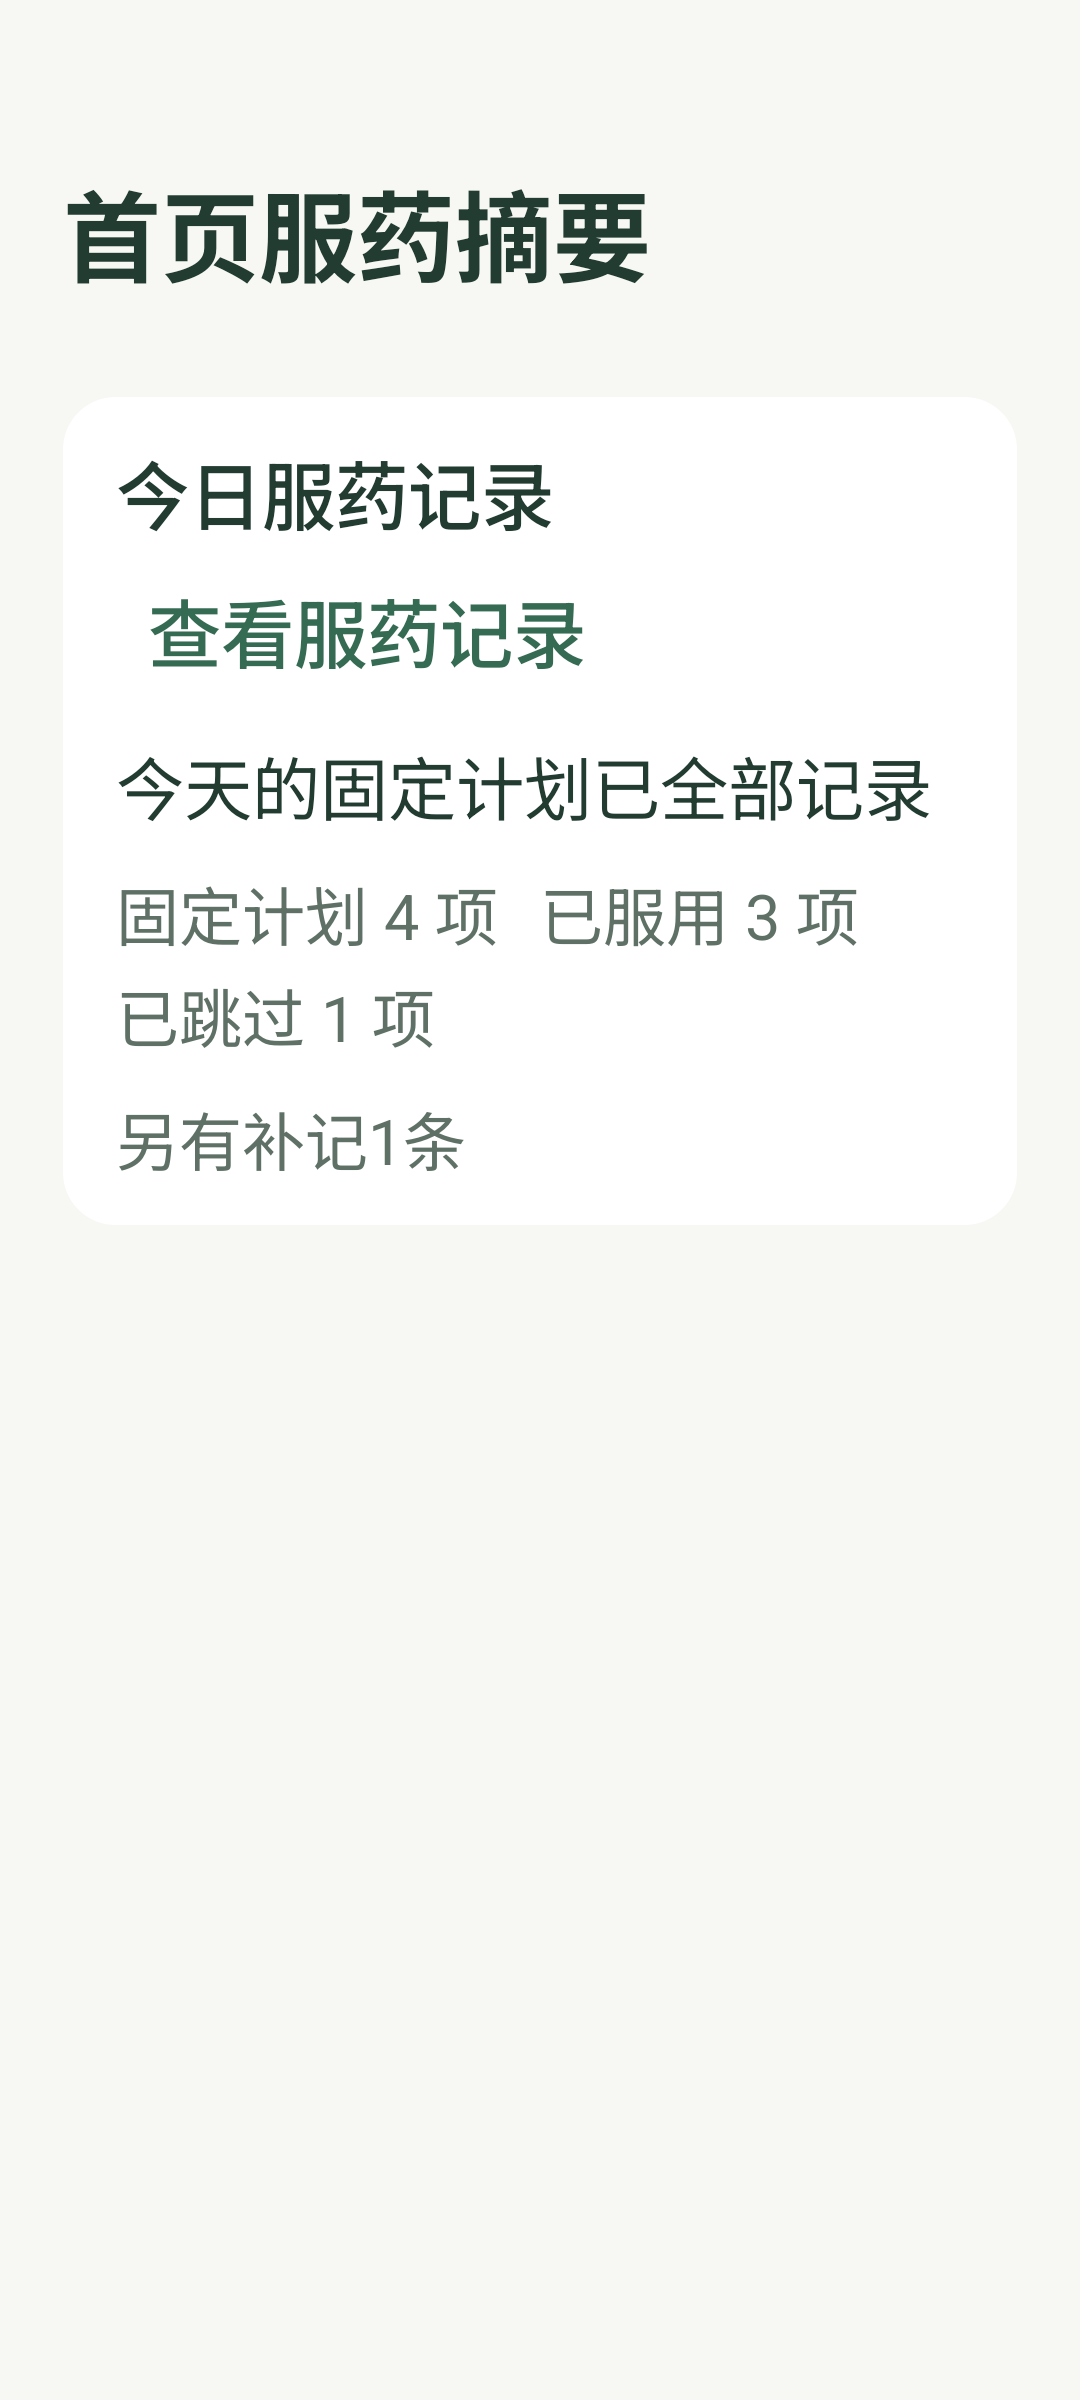 首页服药摘要
今日服药记录
查看服药记录
今天的固定计划已全部记录
固定计划 4 项 已服用 3 项
已跳过 1 项
另有补记1条